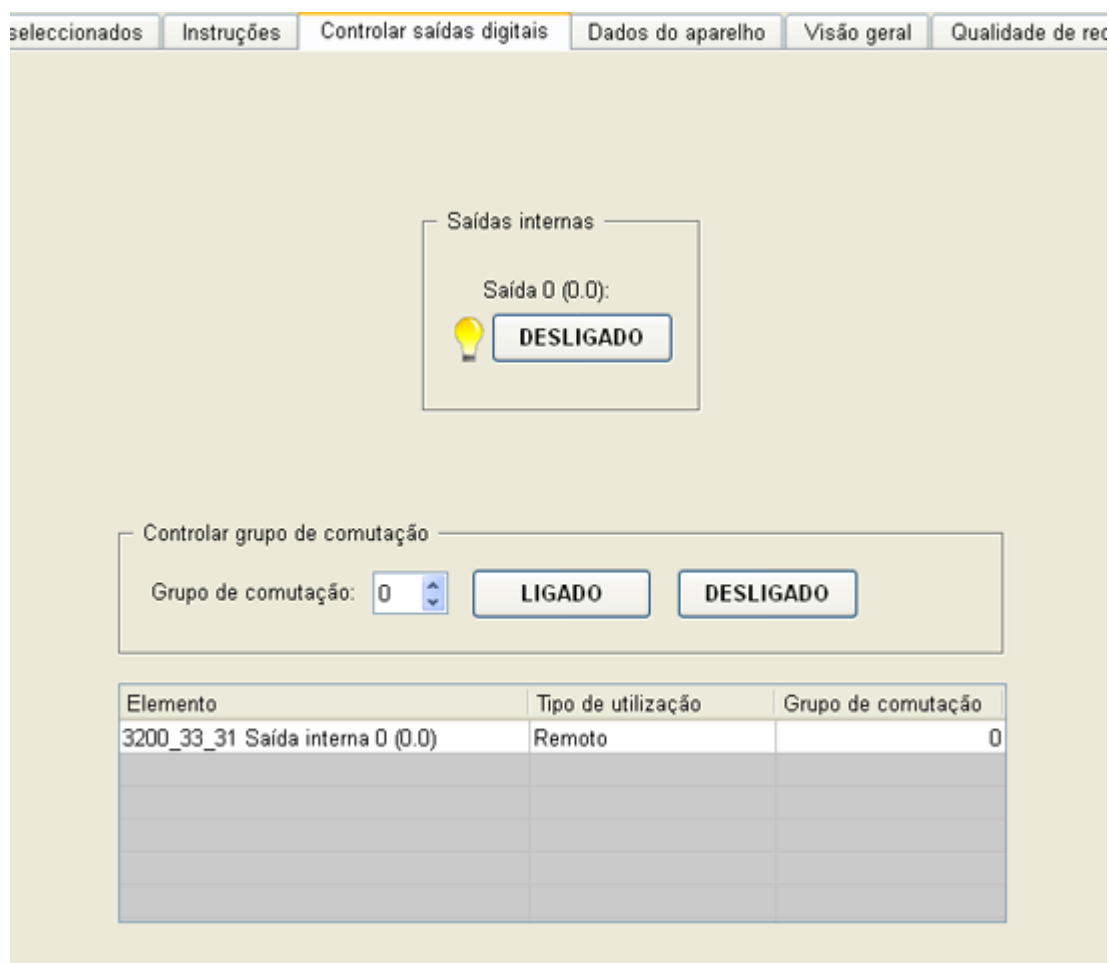 seleccionados Instruções Controlar saídas digitais Dados do aparelho Visão geral Qualidade de rec
Saídas internas
Saída 0 (0.0):
DESLIGADO
Controlar grupo de comutação
Grupo de comutação: 0 LIGADO DESLIGADO
Elemento Tipo de utilização Grupo de comutação
3200_33_31 Saída interna 0 (0.0) Remoto 0